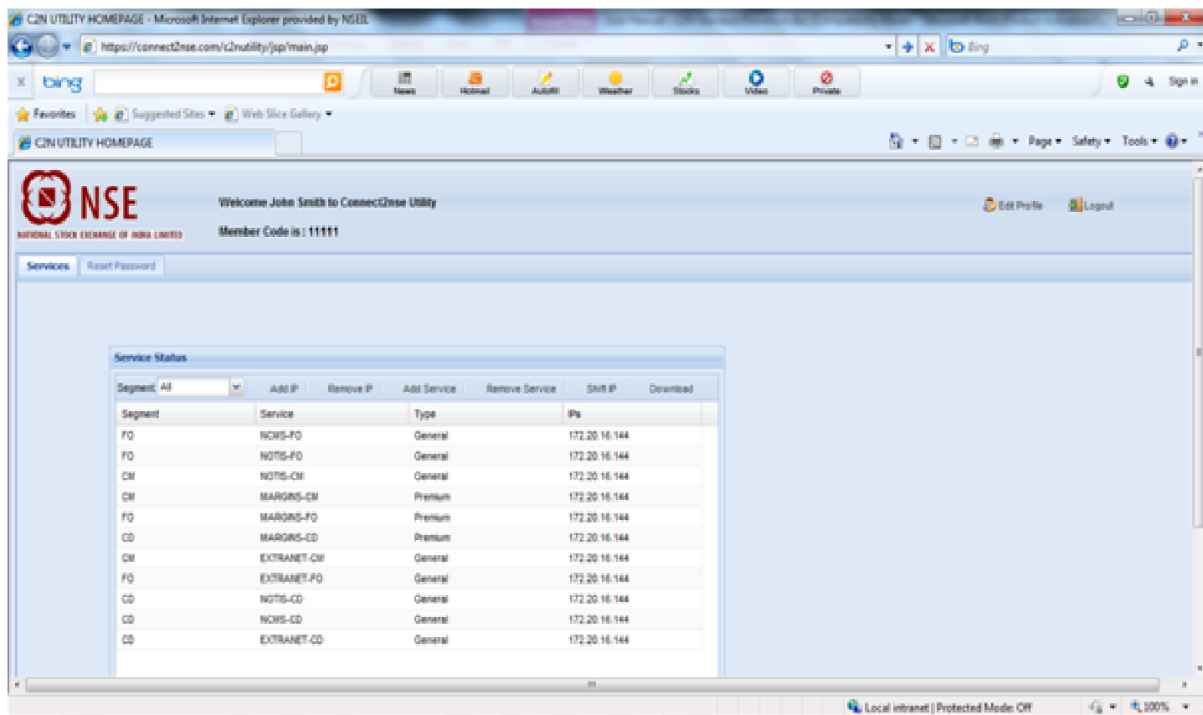 C2N UTILITY HOMEPAGE - Microsoft Internet Explorer provided by NSEIL
https://connect2nse.com/c2nutility/jsp/main.jsp
Bing
x bing News Hotmail Autofill Weather Stocks Video Private Sign in
Favorites Suggested Sites Web Slice Gallery
C2N UTILITY HOMEPAGE Page Safety Tools
NSE
NATIONAL STOCK EXCHANGE OF INDIA LIMITED
Welcome John Smith to Connect2nse Utility
Edit Profile Logout
Member Code is : 11111
Services Reset Password
Service Status
Segment: All Add IP Remove IP Add Service Remove Service Shift IP Download
Segment Service Type IPs
FO NCMS-FO General 172.20.16.144
FO NOTIS-FO General 172.20.16.144
CM NOTIS-CM General 172.20.16.144
CM MARGINS-CM Premium 172.20.16.144
FO MARGINS-FO Premium 172.20.16.144
CD MARGINS-CD Premium 172.20.16.144
CM EXTRANET-CM General 172.20.16.144
FO EXTRANET-FO General 172.20.16.144
CD NOTIS-CD General 172.20.16.144
CD NCMS-CD General 172.20.16.144
CD EXTRANET-CD General 172.20.16.144
Local intranet | Protected Mode: Off 100%